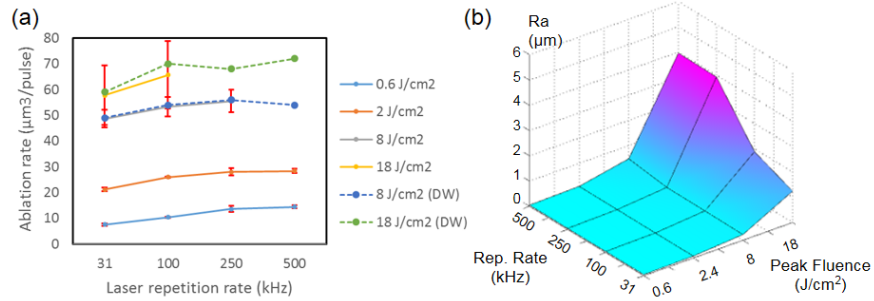 (a)
80
70
60
50
40
30
20
10
0
Ablation rate (µm3/pulse)
31 100 250 500
Laser repetition rate (kHz)
0.6 J/cm2
2 J/cm2
8 J/cm2
18 J/cm2
8 J/cm2 (DW)
18 J/cm2 (DW)
(b)
Ra
(µm)
6
5
4
3
2
1
0
500
250
100
31
Rep. Rate
(kHz)
0.6
2.4
8
18
Peak Fluence
(J/cm²)